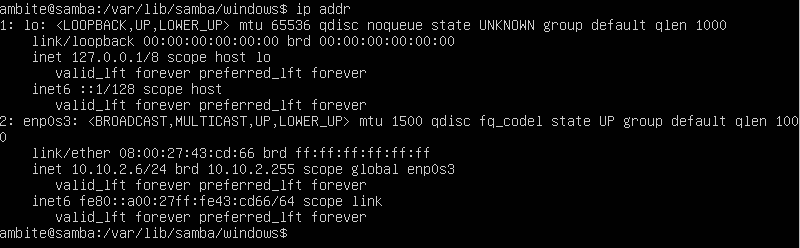 ambite@samba:/var/lib/samba/windows$ ip addr
1: lo: <LOOPBACK,UP,LOWER_UP> mtu 65536 qdisc noqueue state UNKNOWN group default qlen 1000
    link/loopback 00:00:00:00:00:00 brd 00:00:00:00:00:00
    inet 127.0.0.1/8 scope host lo
       valid_lft forever preferred_lft forever
    inet6 ::1/128 scope host
       valid_lft forever preferred_lft forever
2: enp0s3: <BROADCAST,MULTICAST,UP,LOWER_UP> mtu 1500 qdisc fq_codel state UP group default qlen 100
0
    link/ether 08:00:27:43:cd:66 brd ff:ff:ff:ff:ff:ff
    inet 10.10.2.6/24 brd 10.10.2.255 scope global enp0s3
       valid_lft forever preferred_lft forever
    inet6 fe80::a00:27ff:fe43:cd66/64 scope link
       valid_lft forever preferred_lft forever
ambite@samba:/var/lib/samba/windows$